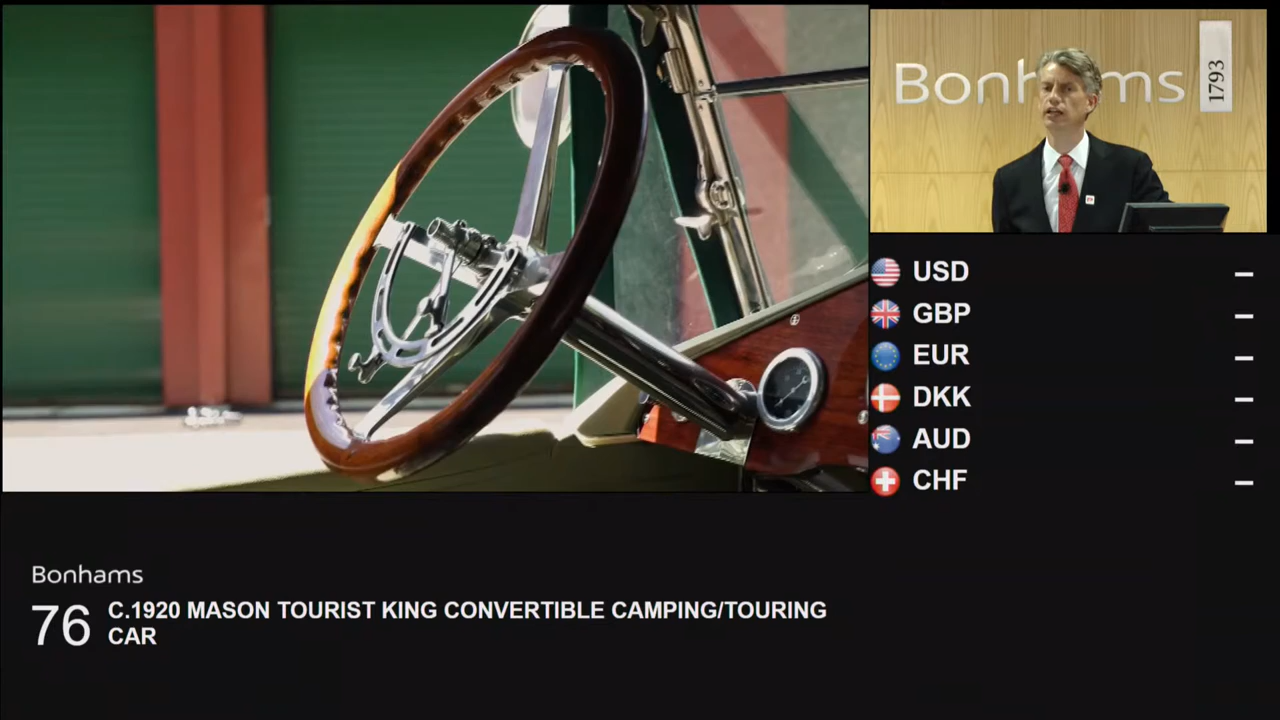 Bonhams
1793
USD –
GBP –
EUR –
DKK –
AUD –
CHF –
Bonhams
76
C.1920 MASON TOURIST KING CONVERTIBLE CAMPING/TOURING
CAR